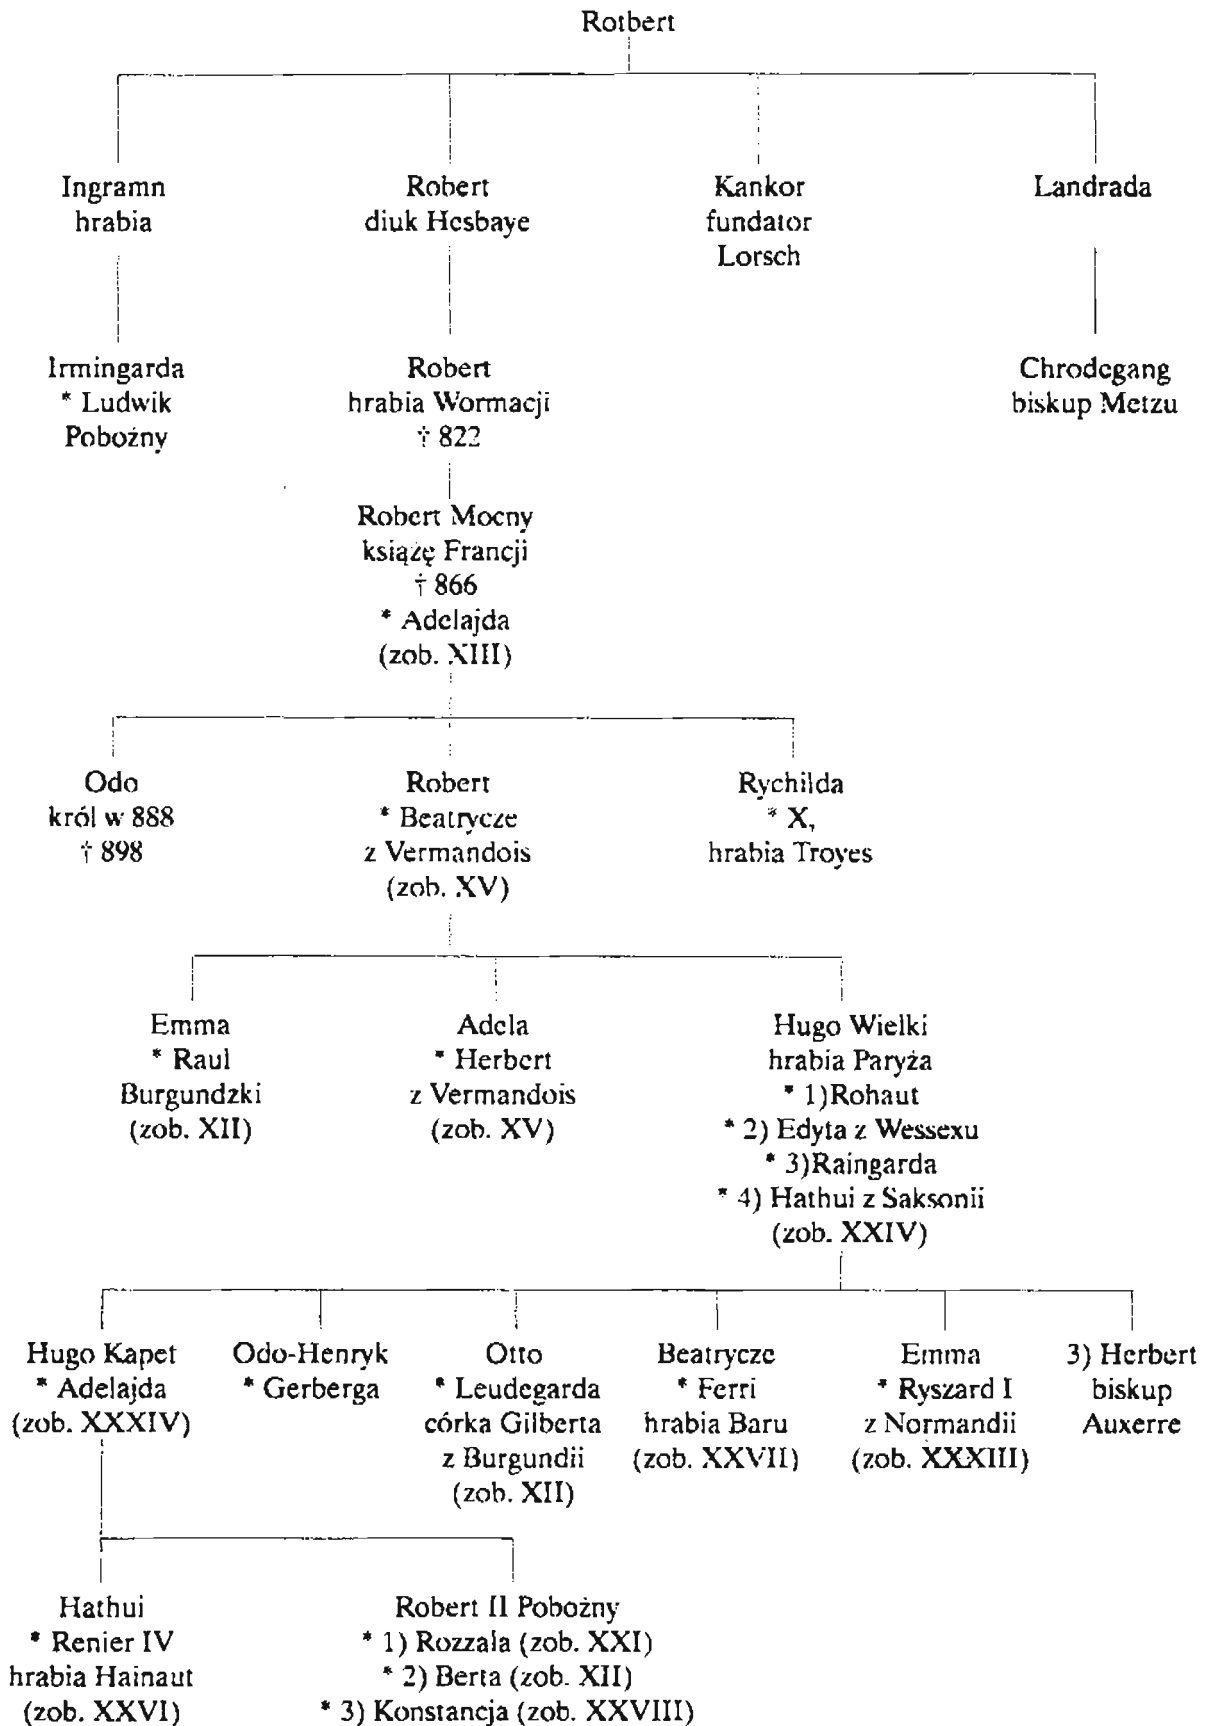 Rotbert
Ingramn
hrabia
Robert
diuk Hesbaye
Kankor
fundator
Lorsch
Landrada
Irmingarda
* Ludwik
Pobożny
Robert
hrabia Wormacji
† 822
Chrodegang
biskup Metzu
Robert Mocny
książę Francji
† 866
* Adelajda
(zob. XIII)
Odo
król w 888
† 898
Robert
* Beatrycze
z Vermandois
(zob. XV)
Rychilda
* X,
hrabia Troyes
Emma
* Raul
Burgundzki
(zob. XII)
Adela
* Herbert
z Vermandois
(zob. XV)
Hugo Wielki
hrabia Paryża
* 1)Rohaut
* 2) Edyta z Wessexu
* 3)Raingarda
* 4) Hathui z Saksonii
(zob. XXIV)
Hugo Kapet
* Adelajda
(zob. XXXIV)
Odo-Henryk
* Gerberga
Otto
* Leudegarda
córka Gilberta
z Burgundii
(zob. XII)
Beatrycze
* Ferri
hrabia Baru
(zob. XXVII)
Emma
* Ryszard I
z Normandii
(zob. XXXIII)
3) Herbert
biskup
Auxerre
Hathui
* Renier IV
hrabia Hainaut
(zob. XXVI)
Robert II Pobożny
* 1) Rozzala (zob. XXI)
* 2) Berta (zob. XII)
* 3) Konstancja (zob. XXVIII)